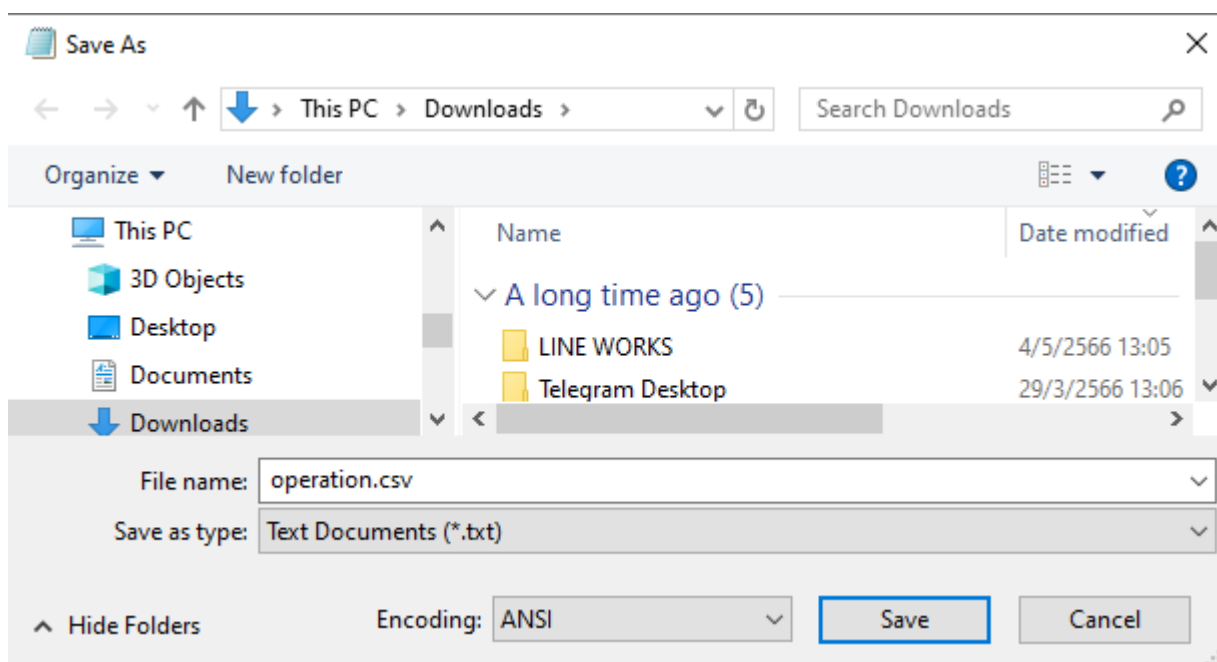 Save As
This PC > Downloads >
Search Downloads
Organize
New folder
?
This PC
3D Objects
Desktop
Documents
Downloads
Name
Date modified
A long time ago (5)
LINE WORKS
4/5/2566 13:05
Telegram Desktop
29/3/2566 13:06
File name: operation.csv
Save as type: Text Documents (*.txt)
Hide Folders
Encoding: ANSI
Save
Cancel